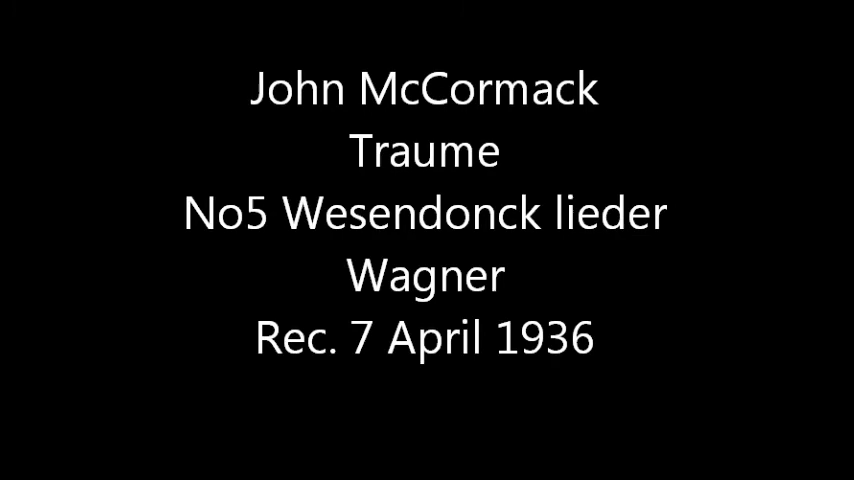 John McCormack
Traume
No5 Wesendonck lieder
Wagner
Rec. 7 April 1936